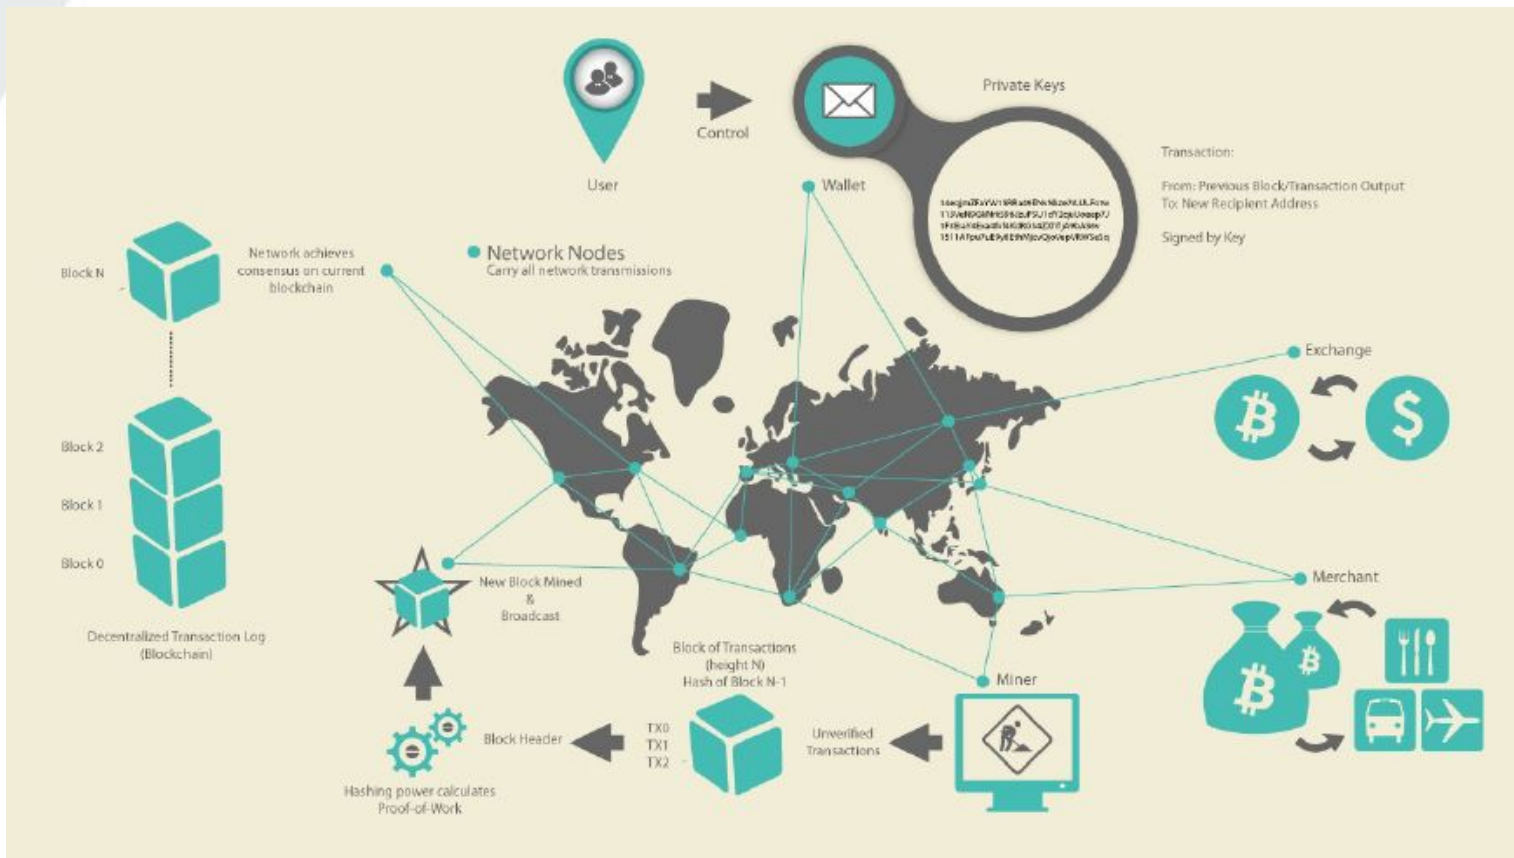 User
Control
Wallet
Private Keys
Transaction:
From: Previous Block/Transaction Output
To: New Recipient Address
Signed by Key
Block N
Network achieves
consensus on current
blockchain
Network Nodes
Carry all network transmissions
Exchange
Block 2
Block 1
Block 0
Decentralized Transaction Log
(Blockchain)
New Block Mined
&
Broadcast
Merchant
Block of Transactions
(height N)
Hash of Block N-1
Miner
Unverified
Transactions
TX0
TX1
TX2
Block Header
Hashing power calculates
Proof-of-Work